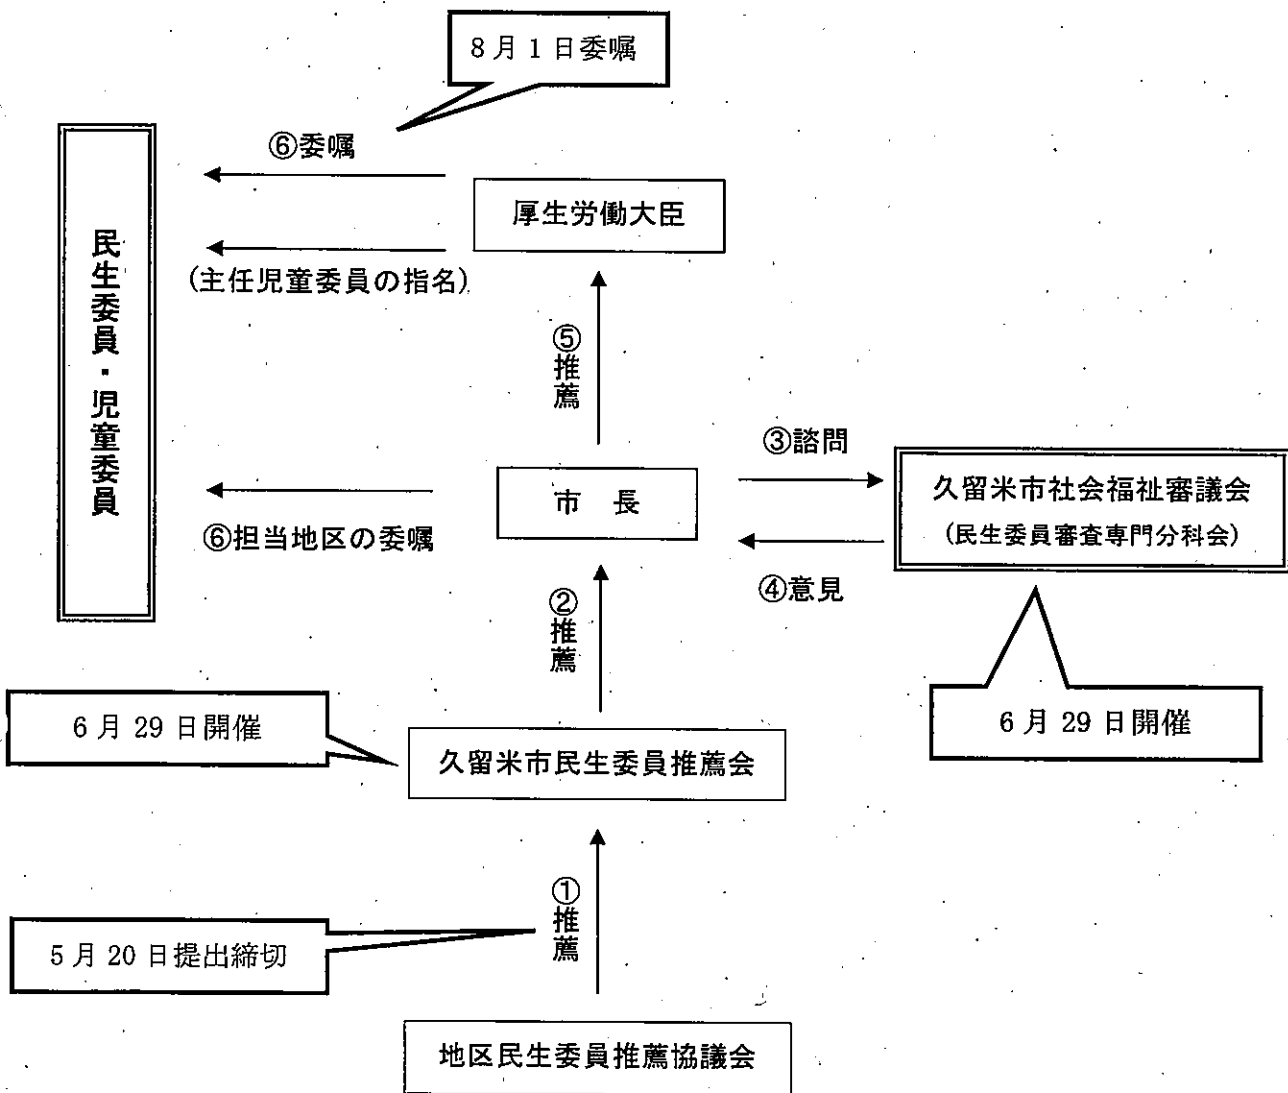 8月1日委嘱
⑥委嘱
厚生労働大臣
(主任児童委員の指名)
民生委員・児童委員
⑤推薦
③諮問
市 長
久留米市社会福祉審議会
(民生委員審査専門分科会)
⑥担当地区の委嘱
④意見
②推薦
6月29日開催
6月29日開催
久留米市民生委員推薦会
①推薦
5月20日提出締切
地区民生委員推薦協議会